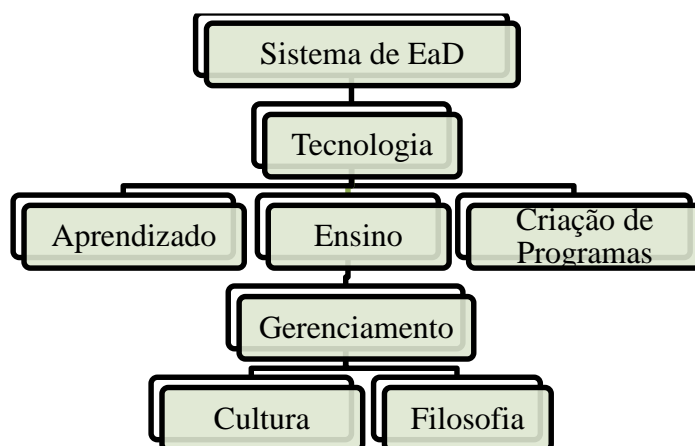 Sistema de EaD
Tecnologia
Aprendizado
Ensino
Criação de
Programas
Gerenciamento
Cultura
Filosofia